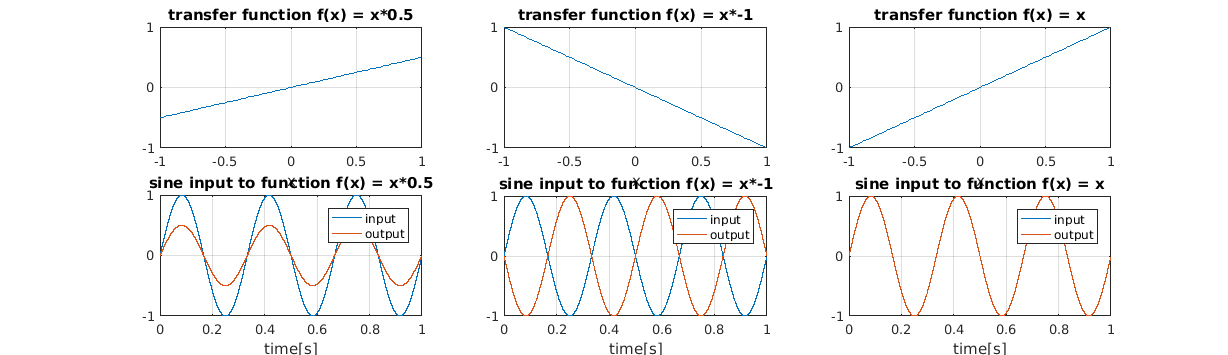 transfer function f(x) = x*0.5
1
0
-1
-1 -0.5 0 0.5 1
x
transfer function f(x) = x*-1
1
0
-1
-1 -0.5 0 0.5 1
x
transfer function f(x) = x
1
0
-1
-1 -0.5 0 0.5 1
x
sine input to function f(x) = x*0.5
1
0
-1
input
output
0 0.2 0.4 0.6 0.8 1
time[s]
sine input to function f(x) = x*-1
1
0
-1
input
output
0 0.2 0.4 0.6 0.8 1
time[s]
sine input to function f(x) = x
1
0
-1
input
output
0 0.2 0.4 0.6 0.8 1
time[s]